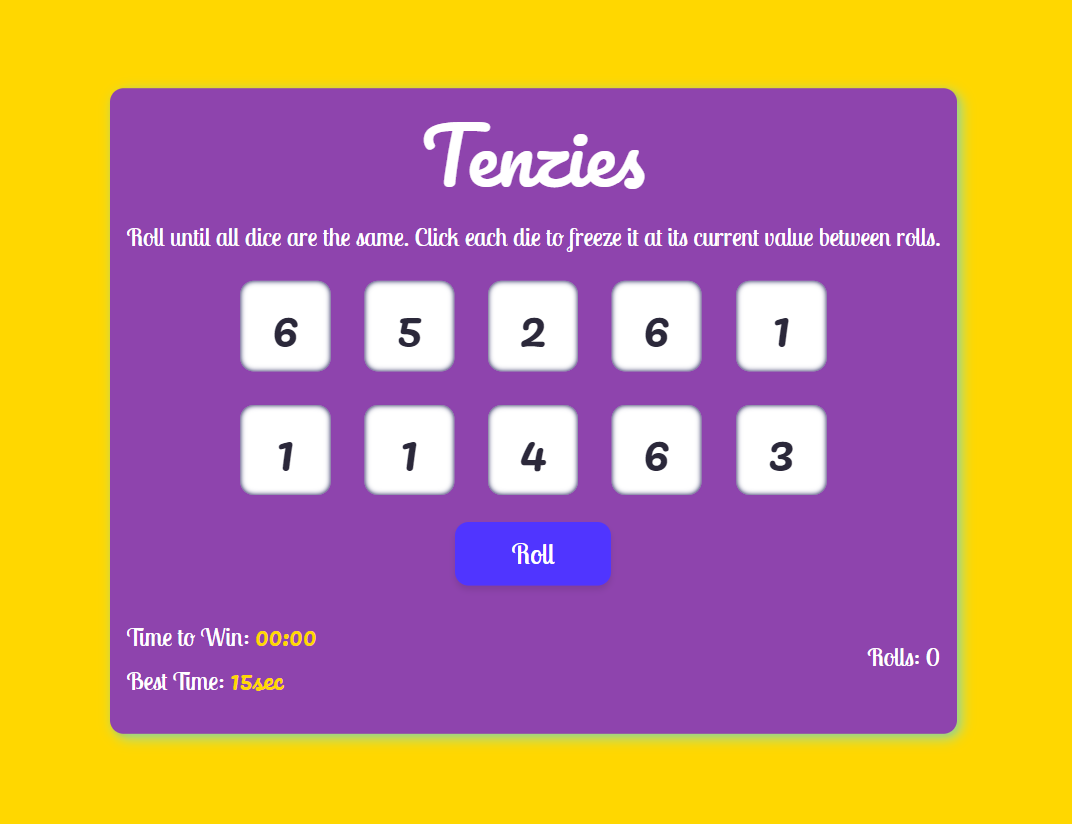 Tenzies
Roll until all dice are the same. Click each die to freeze it at its current value between rolls.
6 5 2 6 1
1 1 4 6 3
Roll
Time to Win: 00:00
Rolls: 0
Best Time: 15sec